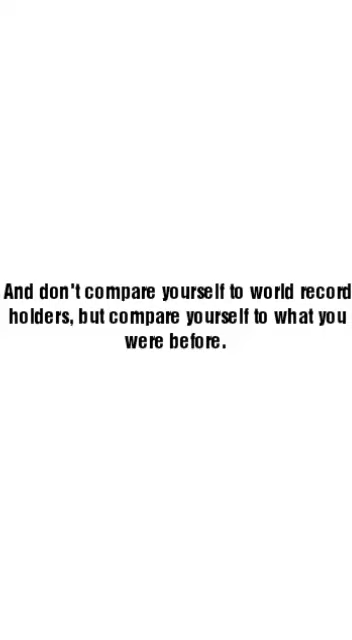 And don't compare yourself to world record
holders, but compare yourself to what you
were before.